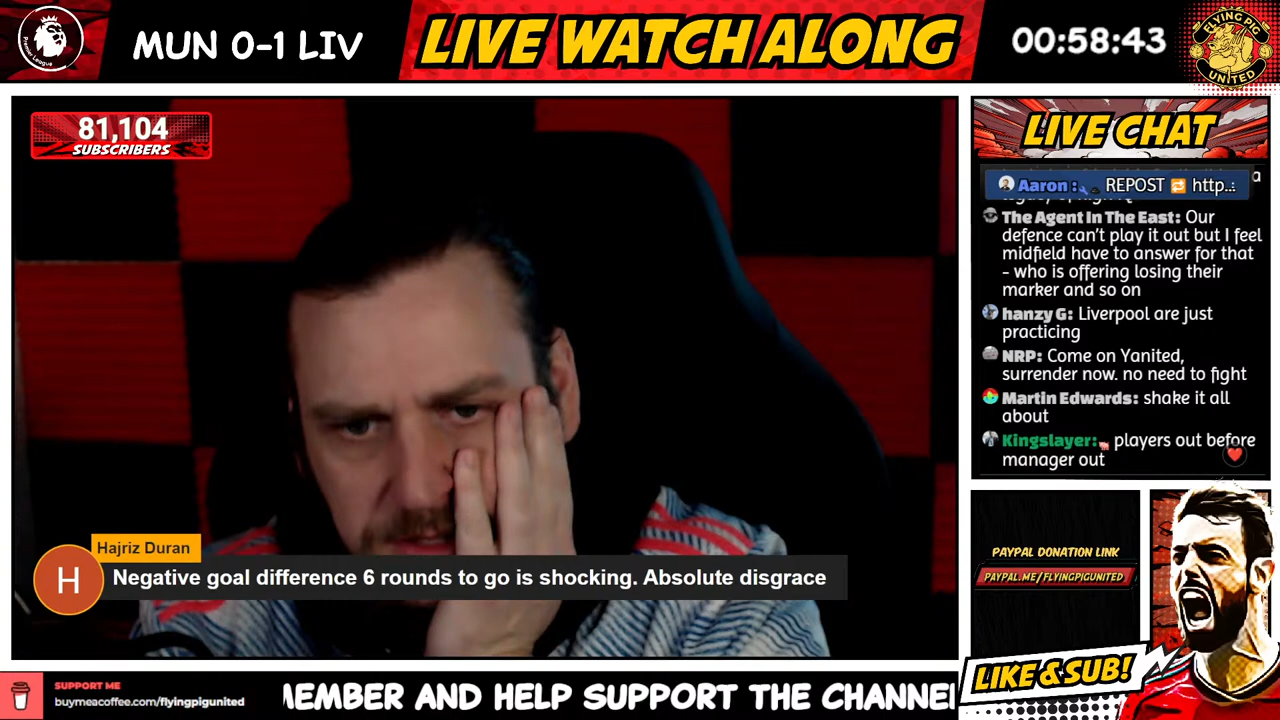 Premier League
MUN 0-1 LIV
LIVE WATCH ALONG
00:58:43
FLYING PIG
UNITED
81,104
SUBSCRIBERS
LIVE CHAT
Aaron : REPOST 🔁 http..:
The Agent In The East: Our
defence can't play it out but I feel
midfield have to answer for that
- who is offering losing their
marker and so on
hanzy G: Liverpool are just
practicing
NRP: Come on Yanited,
surrender now. no need to fight
Martin Edwards: shake it all
about
Kingslayer: players out before
manager out
Hajriz Duran
H
Negative goal difference 6 rounds to go is shocking. Absolute disgrace
PAYPAL DONATION LINK
PAYPAL.ME/FLYINGPIGUNITED
LIKE & SUB!
SUPPORT ME
buymeacoffee.com/flyingpigunited
MEMBER AND HELP SUPPORT THE CHANNEL